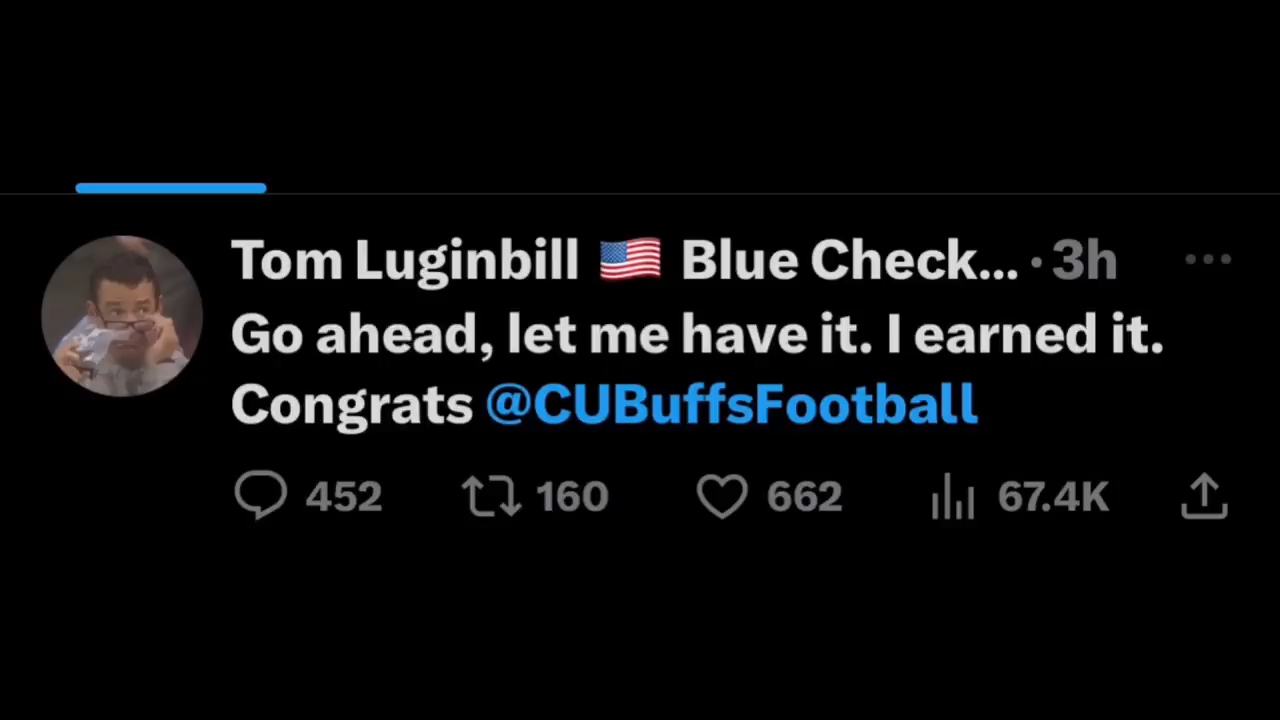 Tom Luginbill 🇺🇸 Blue Check... · 3h
Go ahead, let me have it. I earned it.
Congrats @CUBuffsFootball
452 160 662 67.4K